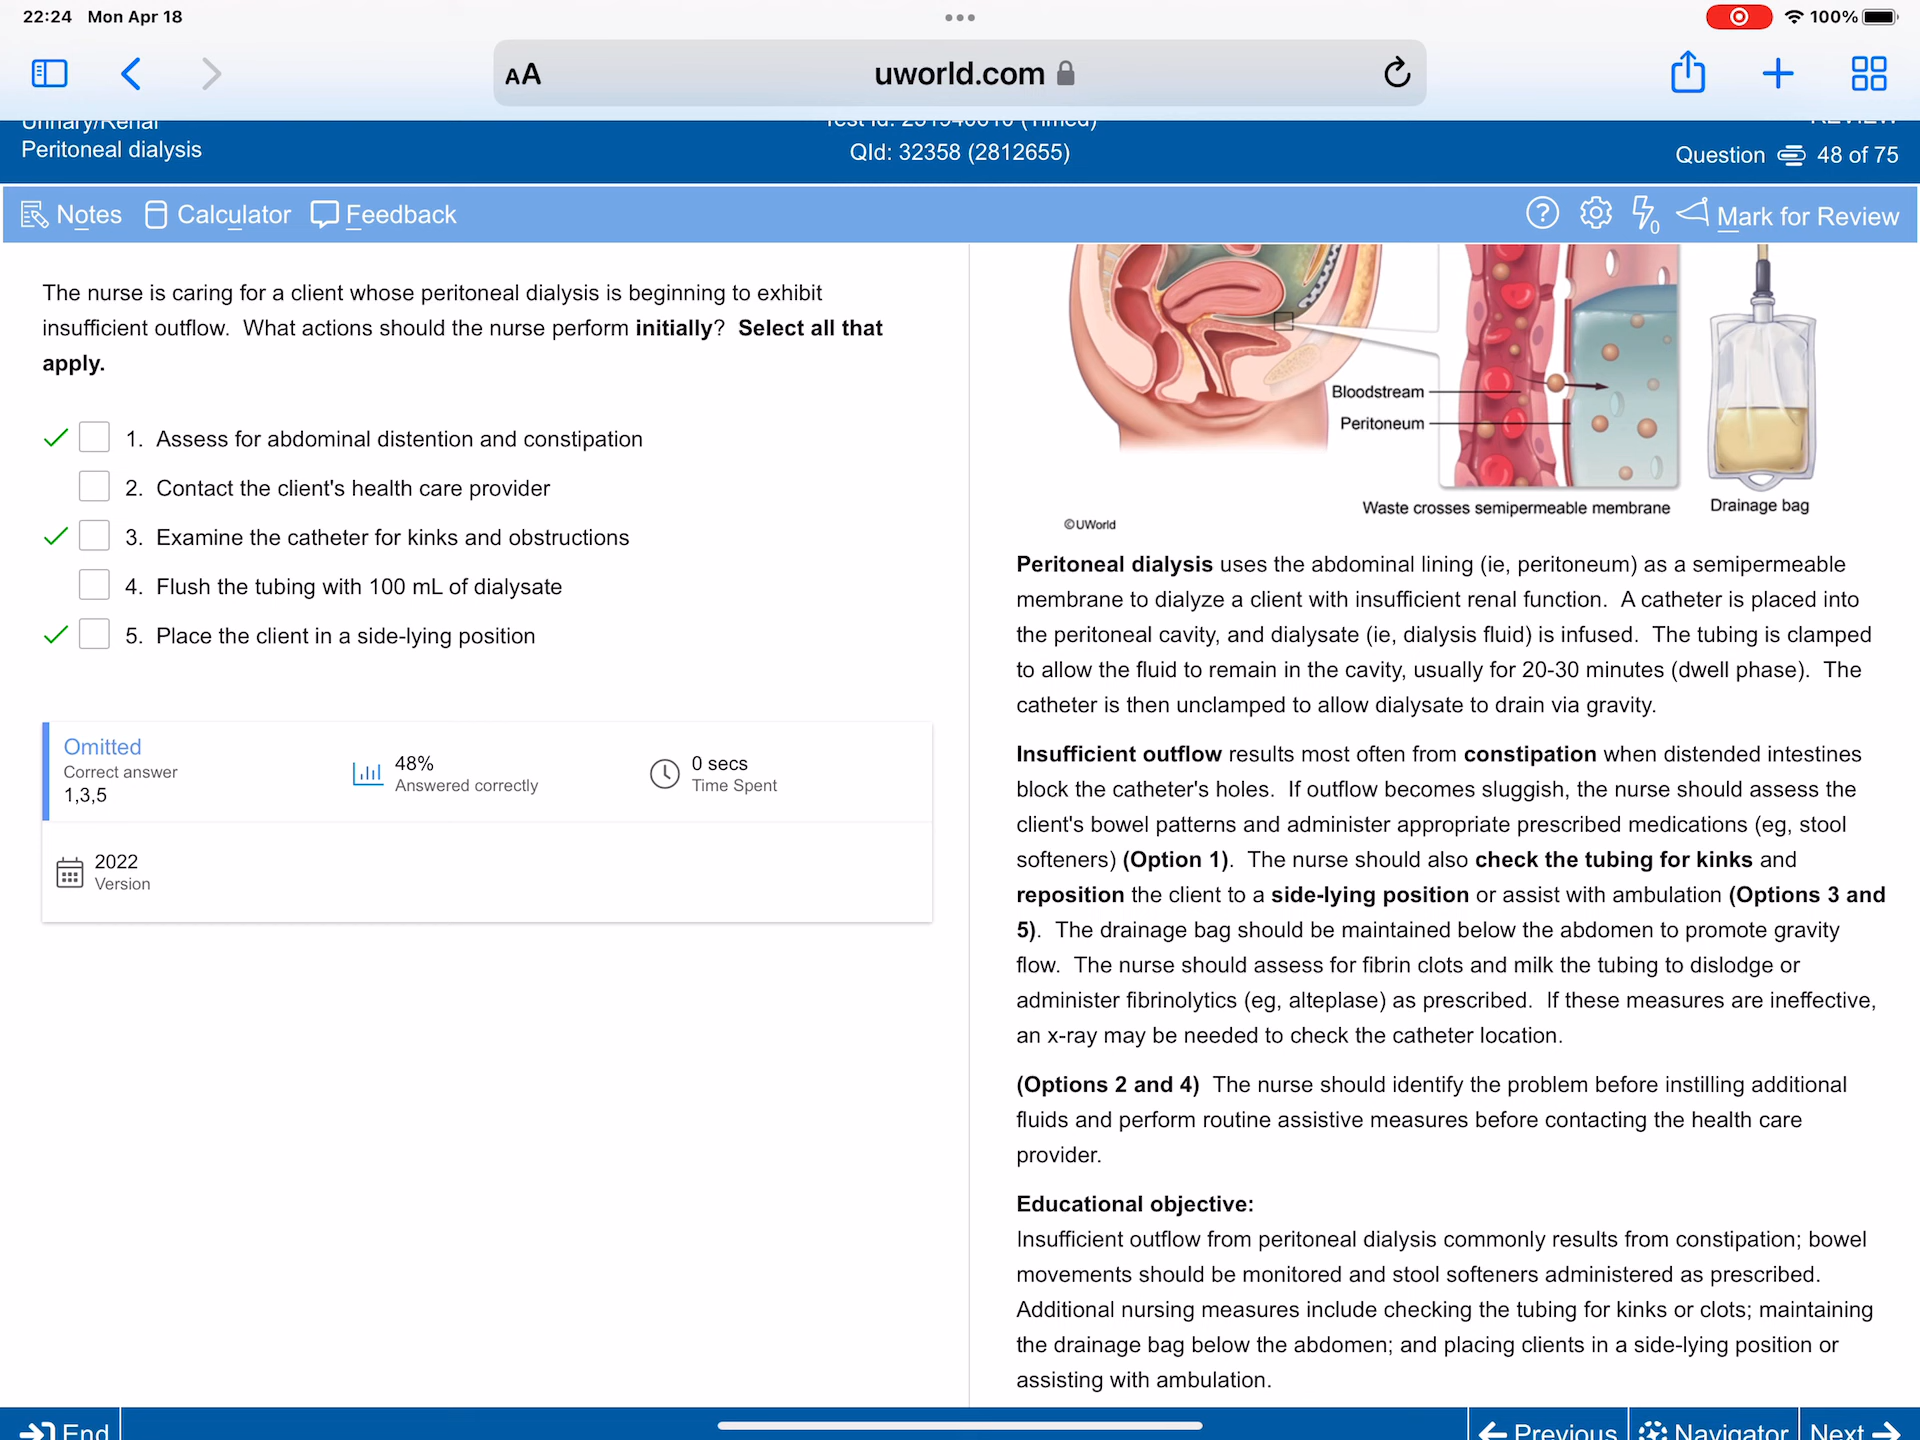 22:24 Mon Apr 18
100%
AA
uworld.com
Urinary/Renal
Peritoneal dialysis
QId: 32358 (2812655)
Question 48 of 75
Notes
Calculator
Feedback
Mark for Review
The nurse is caring for a client whose peritoneal dialysis is beginning to exhibit
insufficient outflow. What actions should the nurse perform initially? Select all that
apply.
1. Assess for abdominal distention and constipation
2. Contact the client's health care provider
3. Examine the catheter for kinks and obstructions
4. Flush the tubing with 100 mL of dialysate
5. Place the client in a side-lying position
Omitted
Correct answer
1,3,5
48%
Answered correctly
0 secs
Time Spent
2022
Version
Bloodstream
Peritoneum
Waste crosses semipermeable membrane
Drainage bag
©UWorld
Peritoneal dialysis uses the abdominal lining (ie, peritoneum) as a semipermeable
membrane to dialyze a client with insufficient renal function. A catheter is placed into
the peritoneal cavity, and dialysate (ie, dialysis fluid) is infused. The tubing is clamped
to allow the fluid to remain in the cavity, usually for 20-30 minutes (dwell phase). The
catheter is then unclamped to allow dialysate to drain via gravity.
Insufficient outflow results most often from constipation when distended intestines
block the catheter's holes. If outflow becomes sluggish, the nurse should assess the
client's bowel patterns and administer appropriate prescribed medications (eg, stool
softeners) (Option 1). The nurse should also check the tubing for kinks and
reposition the client to a side-lying position or assist with ambulation (Options 3 and
5). The drainage bag should be maintained below the abdomen to promote gravity
flow. The nurse should assess for fibrin clots and milk the tubing to dislodge or
administer fibrinolytics (eg, alteplase) as prescribed. If these measures are ineffective,
an x-ray may be needed to check the catheter location.
(Options 2 and 4) The nurse should identify the problem before instilling additional
fluids and perform routine assistive measures before contacting the health care
provider.
Educational objective:
Insufficient outflow from peritoneal dialysis commonly results from constipation; bowel
movements should be monitored and stool softeners administered as prescribed.
Additional nursing measures include checking the tubing for kinks or clots; maintaining
the drainage bag below the abdomen; and placing clients in a side-lying position or
assisting with ambulation.
End
Previous
Navigator
Next